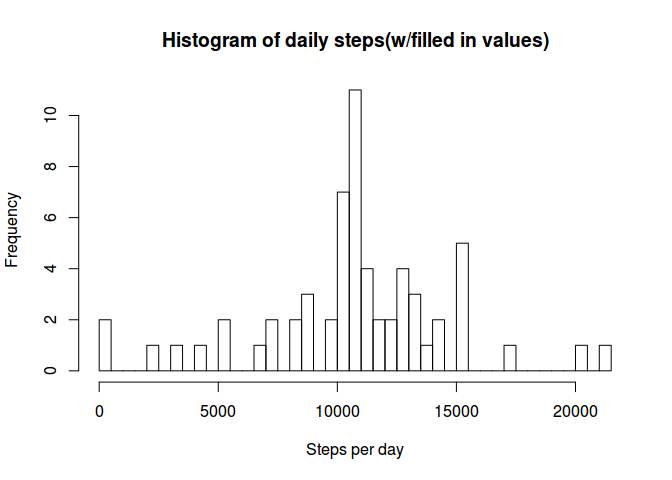 Histogram of daily steps(w/filled in values)
Frequency
10
8
6
4
2
0
0 5000 10000 15000 20000
Steps per day